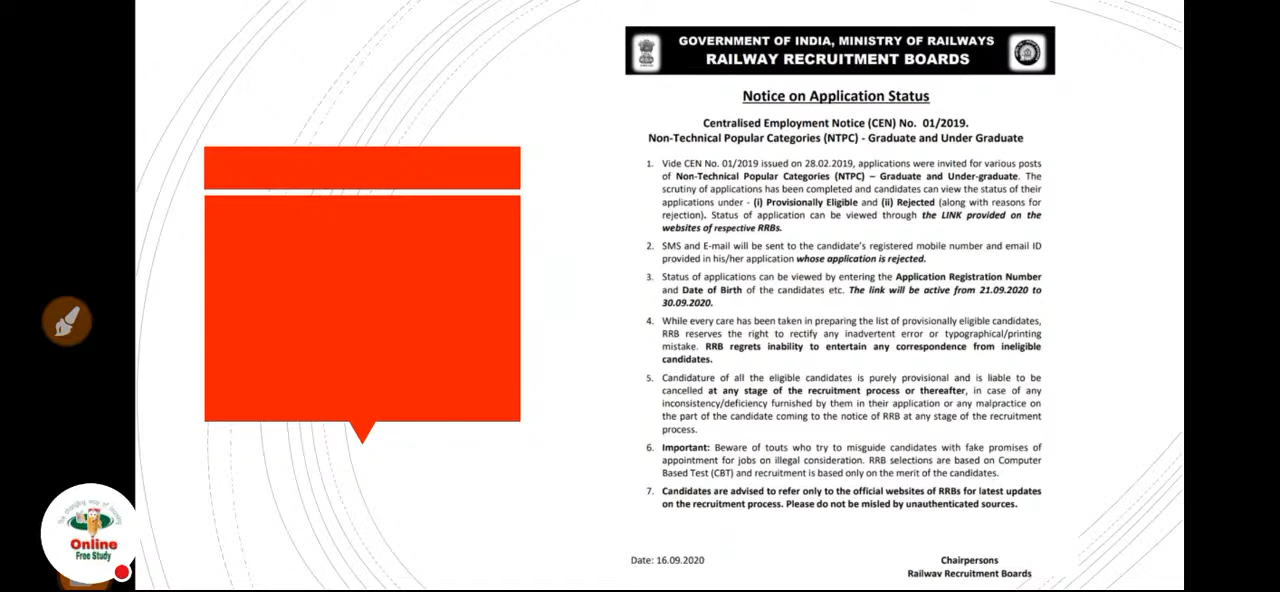 GOVERNMENT OF INDIA, MINISTRY OF RAILWAYS
RAILWAY RECRUITMENT BOARDS
Notice on Application Status
Centralised Employment Notice (CEN) No. 01/2019.
Non-Technical Popular Categories (NTPC) - Graduate and Under Graduate
1. Vide CEN No. 01/2019 issued on 28.02.2019, applications were invited for various posts
of Non-Technical Popular Categories (NTPC) – Graduate and Under-graduate. The
scrutiny of applications has been completed and candidates can view the status of their
applications under - (i) Provisionally Eligible and (ii) Rejected (along with reasons for
rejection). Status of application can be viewed through the LINK provided on the
websites of respective RRBs.
2. SMS and E-mail will be sent to the candidate's registered mobile number and email ID
provided in his/her application whose application is rejected.
3. Status of applications can be viewed by entering the Application Registration Number
and Date of Birth of the candidates etc. The link will be active from 21.09.2020 to
30.09.2020.
4. While every care has been taken in preparing the list of provisionally eligible candidates,
RRB reserves the right to rectify any inadvertent error or typographical/printing
mistake. RRB regrets inability to entertain any correspondence from ineligible
candidates.
5. Candidature of all the eligible candidates is purely provisional and is liable to be
cancelled at any stage of the recruitment process or thereafter, in case of any
inconsistency/deficiency furnished by them in their application or any malpractice on
the part of the candidate coming to the notice of RRB at any stage of the recruitment
process.
6. Important: Beware of touts who try to misguide candidates with fake promises of
appointment for jobs on illegal consideration. RRB selections are based on Computer
Based Test (CBT) and recruitment is based only on the merit of the candidates.
7. Candidates are advised to refer only to the official websites of RRBs for latest updates
on the recruitment process. Please do not be misled by unauthenticated sources.
Date: 16.09.2020
Chairpersons
Railway Recruitment Boards
Online
Free Study